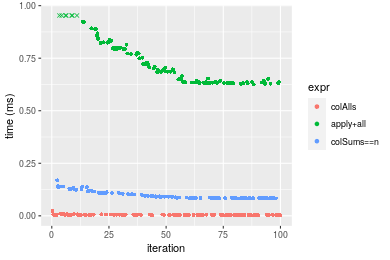 1.00
0.75
0.50
0.25
0.00
time (ms)
0
25
50
75
100
iteration
expr
colAlls
apply+all
colSums==n